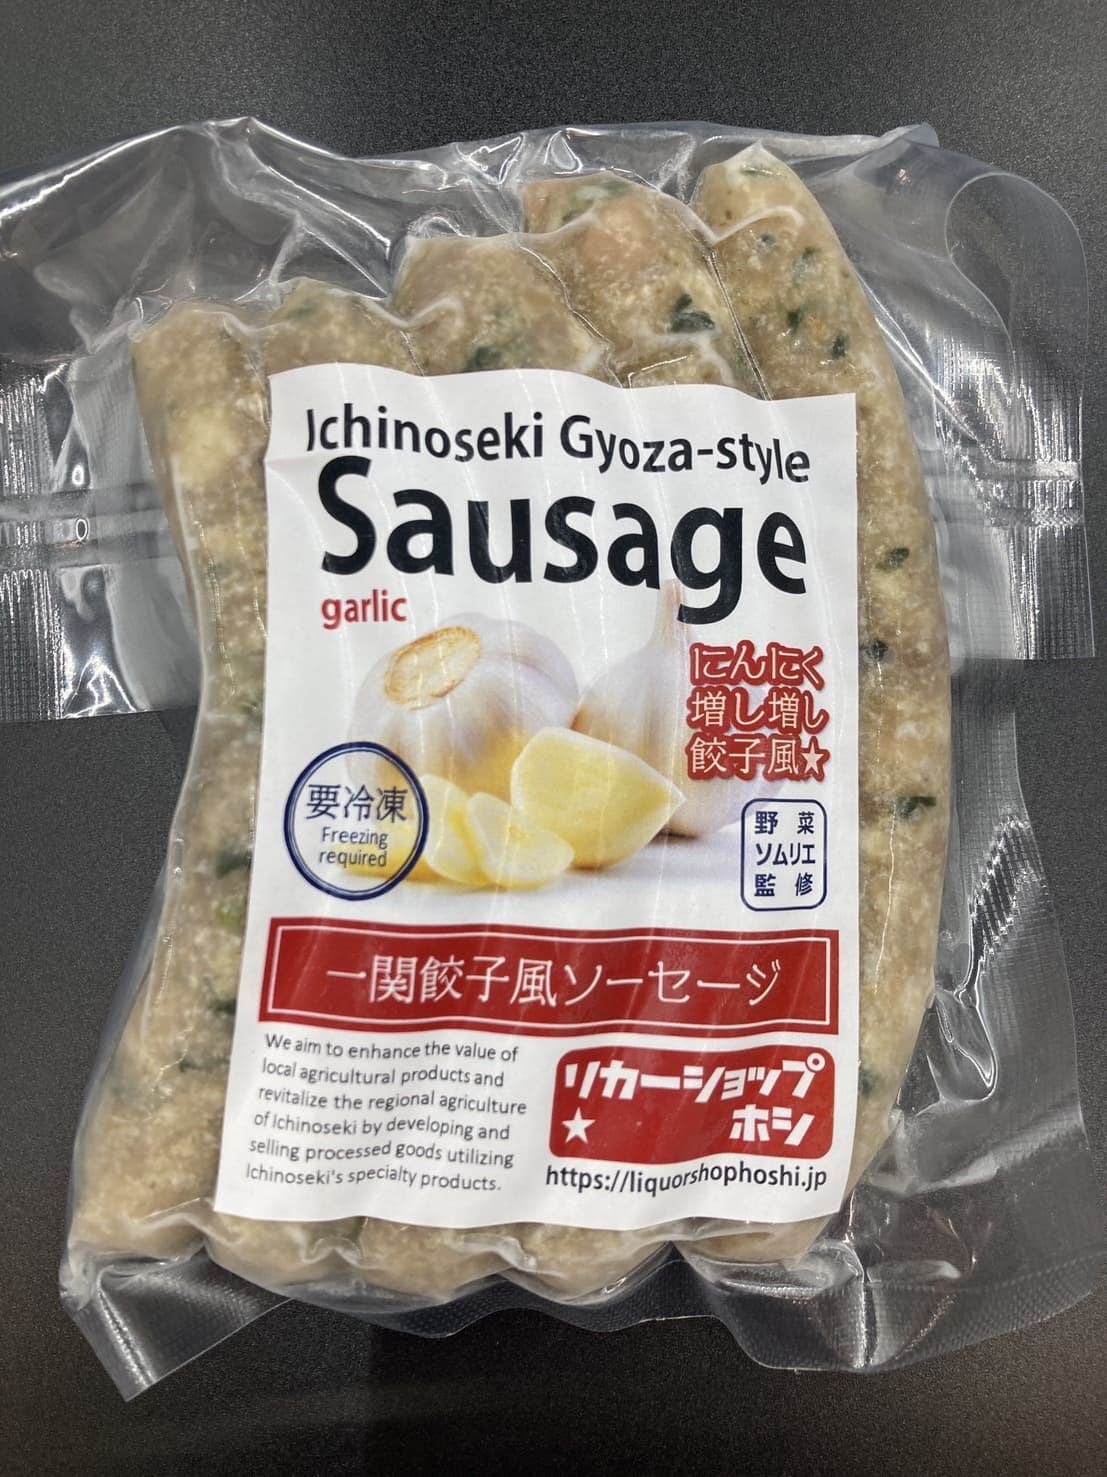 Ichinoseki Gyoza-style
Sausage
garlic
にんにく
増し増し
餃子風★
要冷凍
Freezing
required
野菜
ソムリエ
監修
一関餃子風ソーセージ
We aim to enhance the value of
local agricultural products and
revitalize the regional agriculture
of Ichinoseki by developing and
selling processed goods utilizing
Ichinoseki's specialty products.
リカーショップ
★ホシ
https://liquorshophoshi.jp